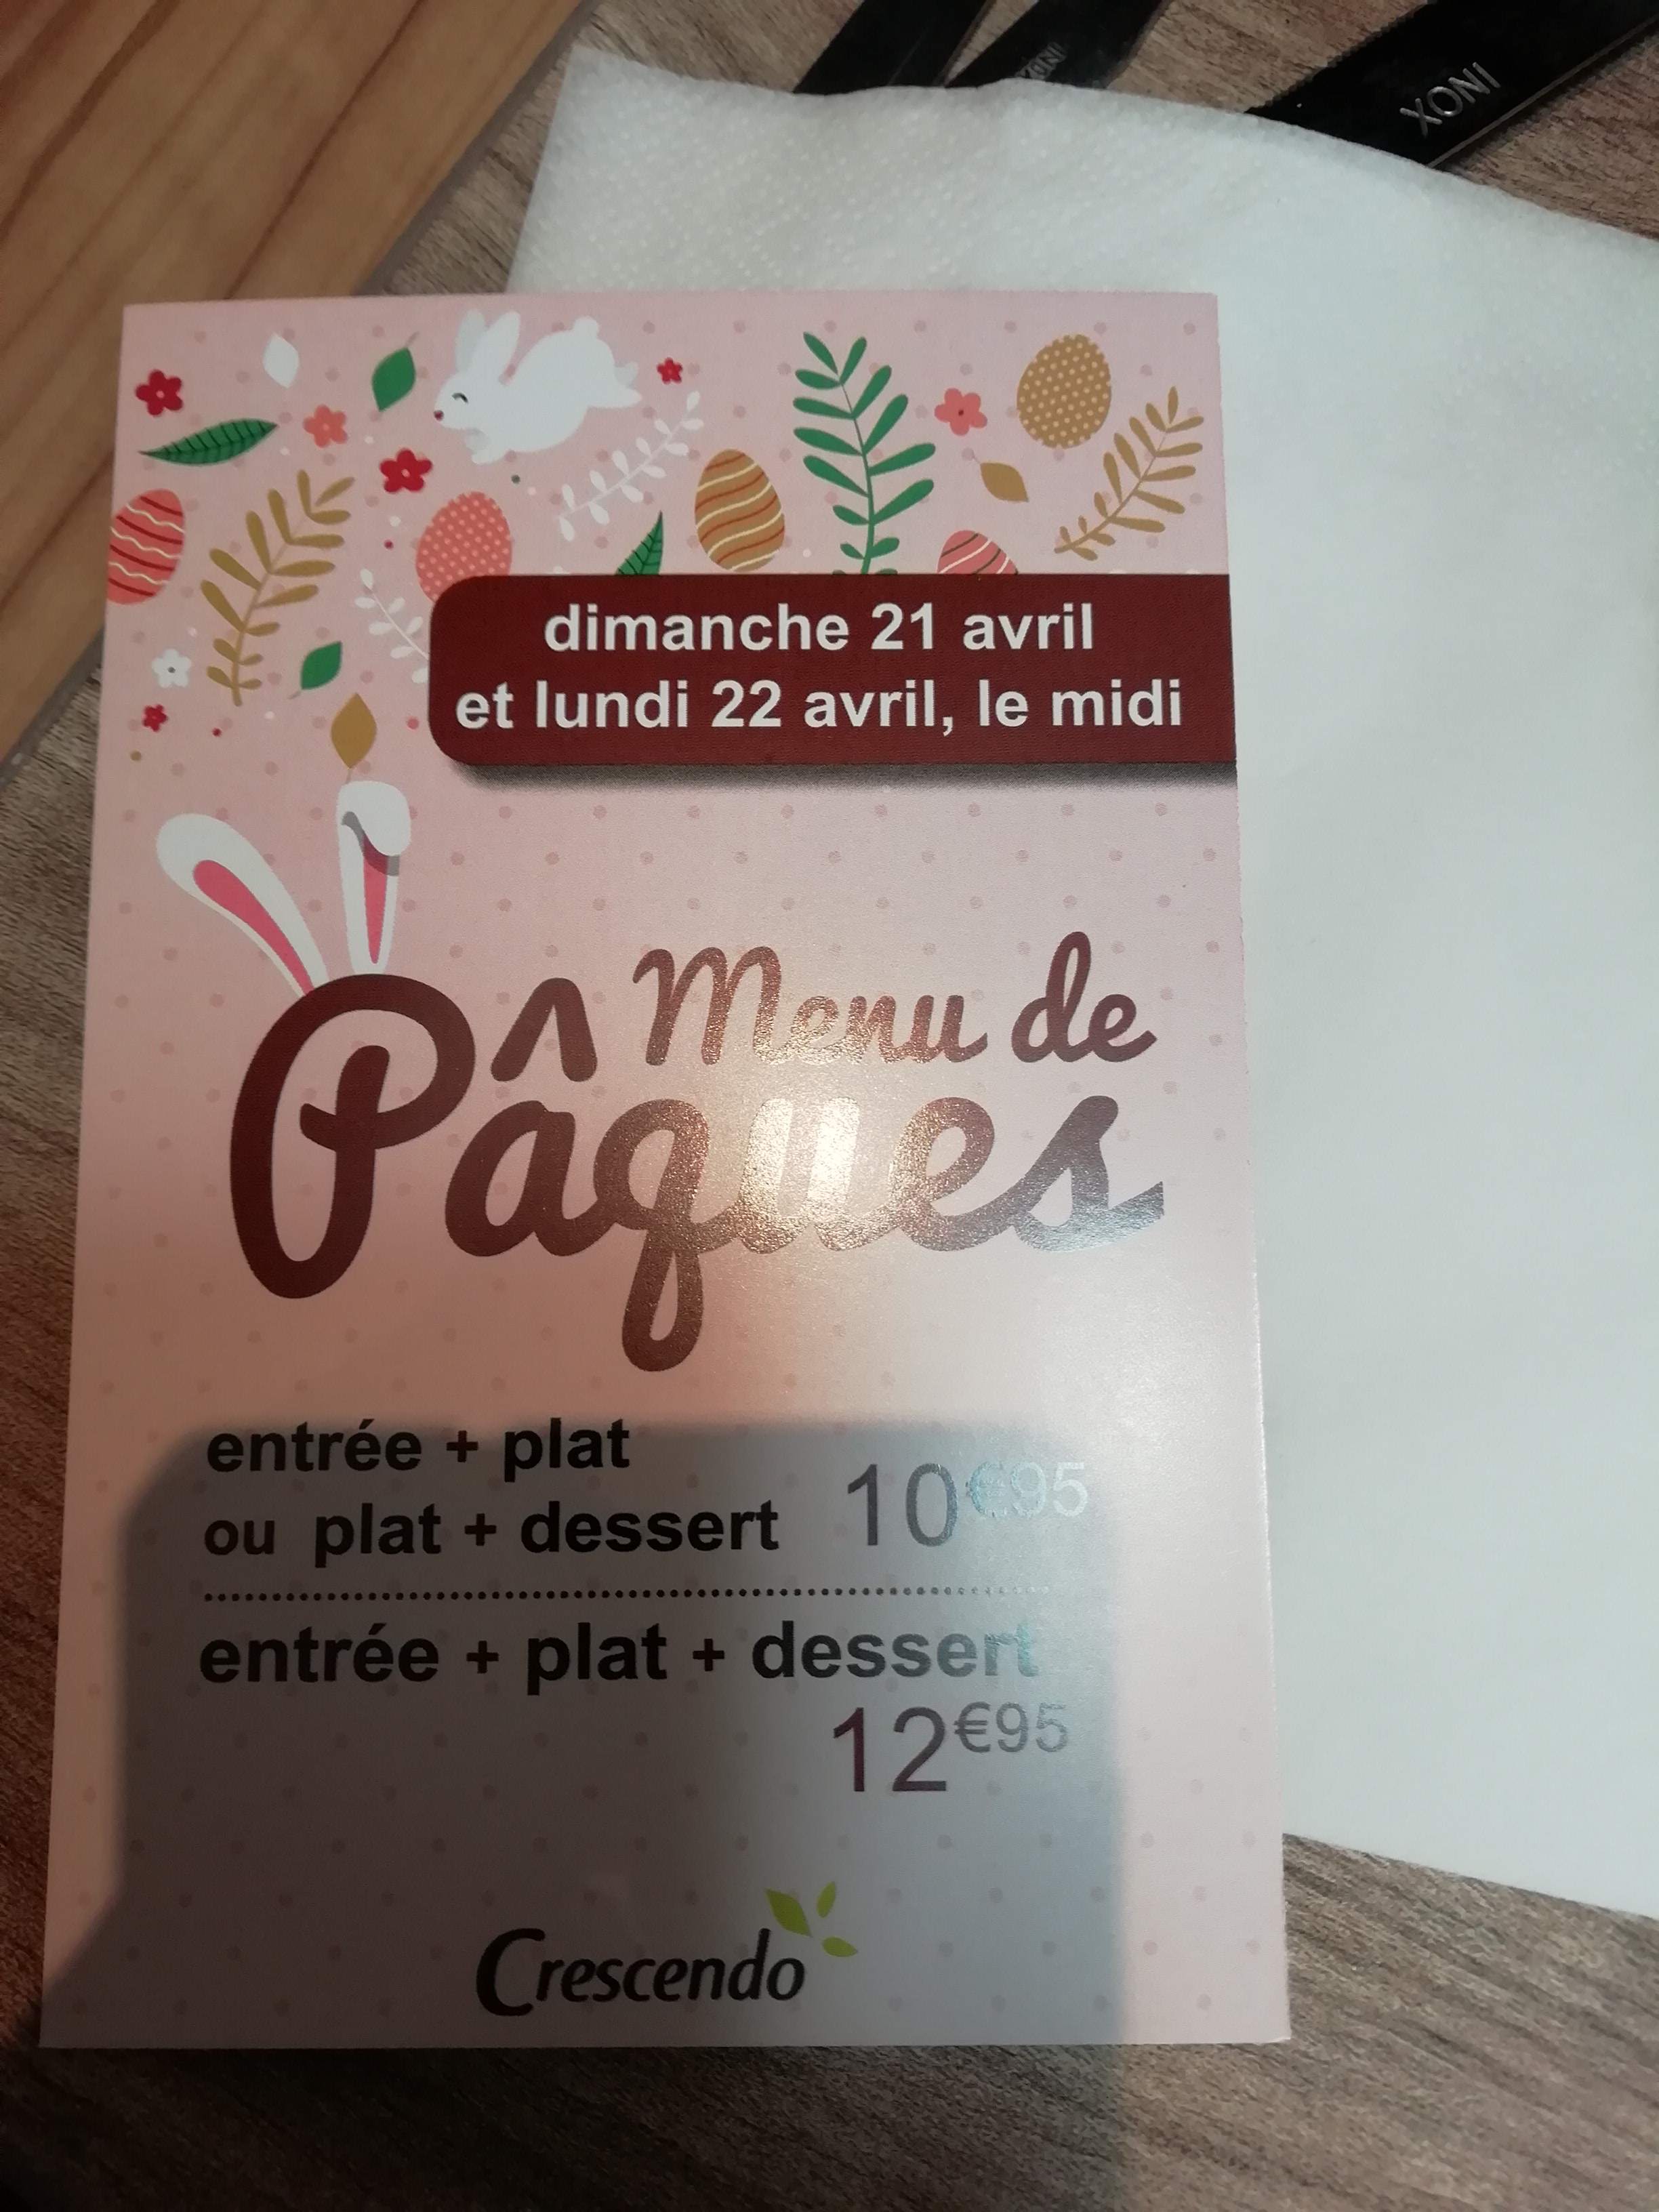 INOX
INOX
dimanche 21 avril
et lundi 22 avril, le midi
Menu de
Pâques
entrée + plat
ou plat + dessert 10€95
entrée + plat + dessert
12€95
Crescendo